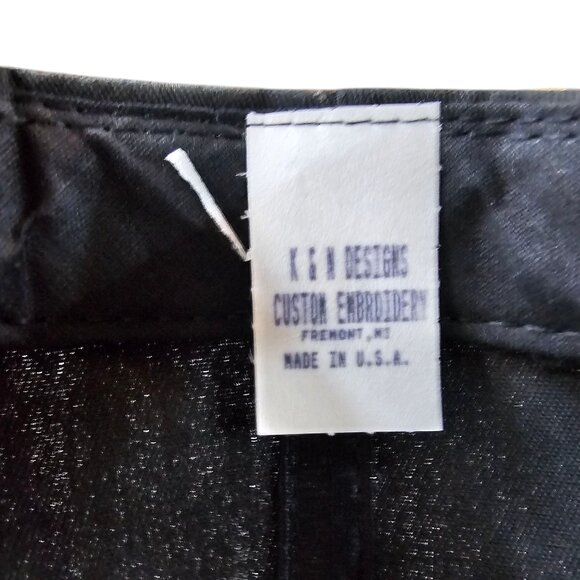 K & N DESIGNS
CUSTOM EMBROIDERY
FREMONT, MI
MADE IN U.S.A.